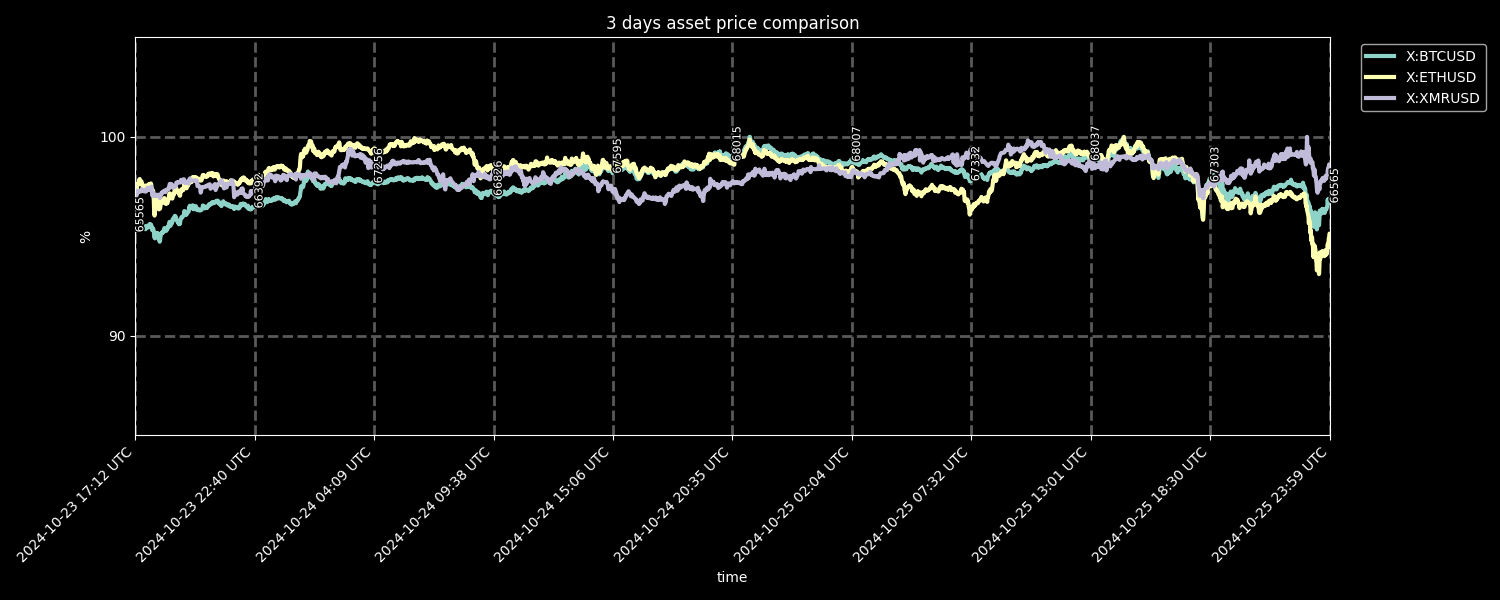 3 days asset price comparison
X:BTCUSD
X:ETHUSD
X:XMRUSD
100
90
%
65565
66392
67256
66826
67595
68015
68007
67332
68037
67303
66565
2024-10-23 17:12 UTC
2024-10-23 22:40 UTC
2024-10-24 04:09 UTC
2024-10-24 09:38 UTC
2024-10-24 15:06 UTC
2024-10-24 20:35 UTC
2024-10-25 02:04 UTC
2024-10-25 07:32 UTC
2024-10-25 13:01 UTC
2024-10-25 18:30 UTC
2024-10-25 23:59 UTC
time